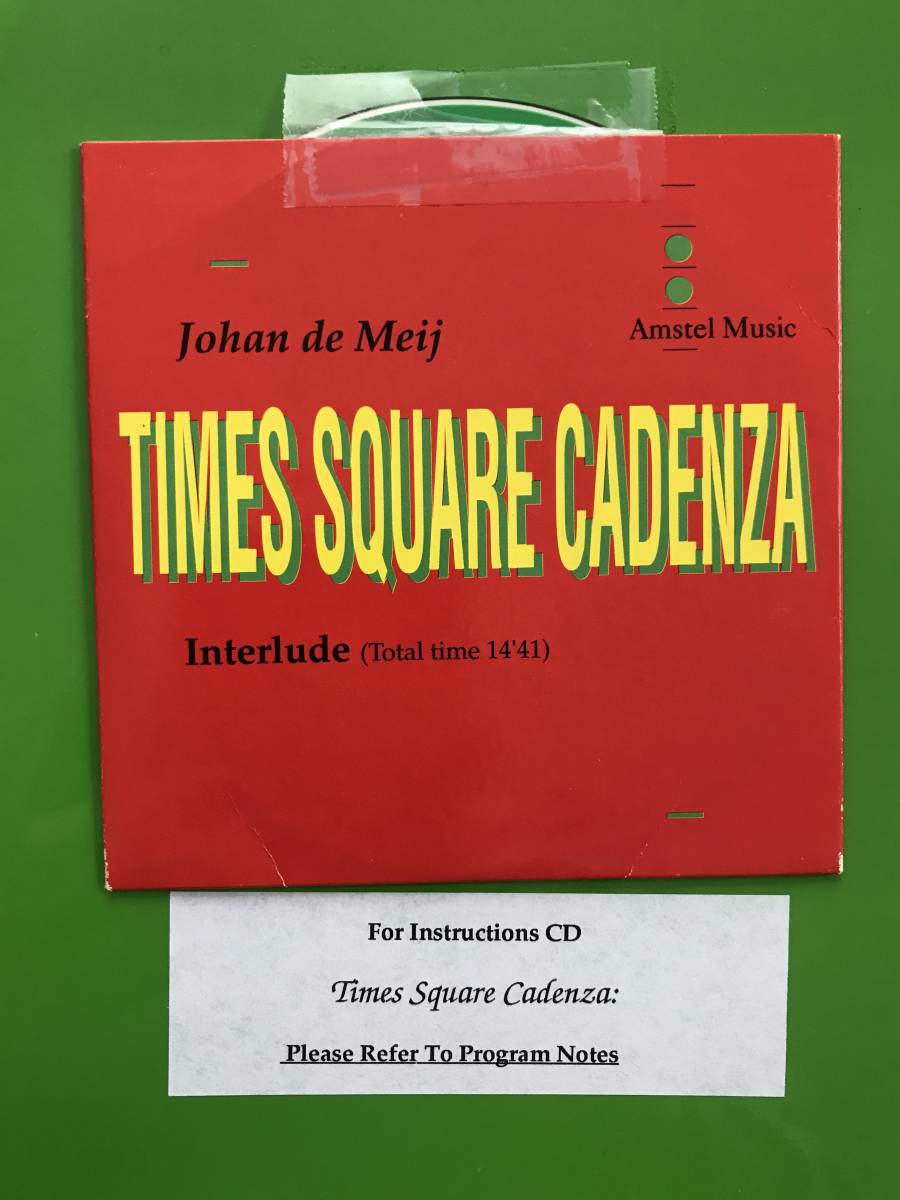 Johan de Meij
Amstel Music
TIMES SQUARE CADENZA
Interlude (Total time 14'41)
For Instructions CD
Times Square Cadenza:
Please Refer To Program Notes